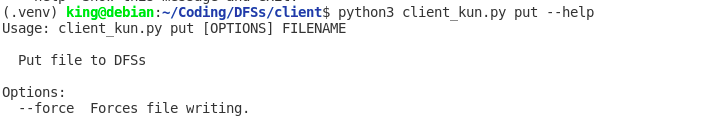 (.venv) king@debian:~/Coding/DFSs/client$ python3 client_kun.py put --help
Usage: client_kun.py put [OPTIONS] FILENAME
Put file to DFSs
Options:
--force  Forces file writing.